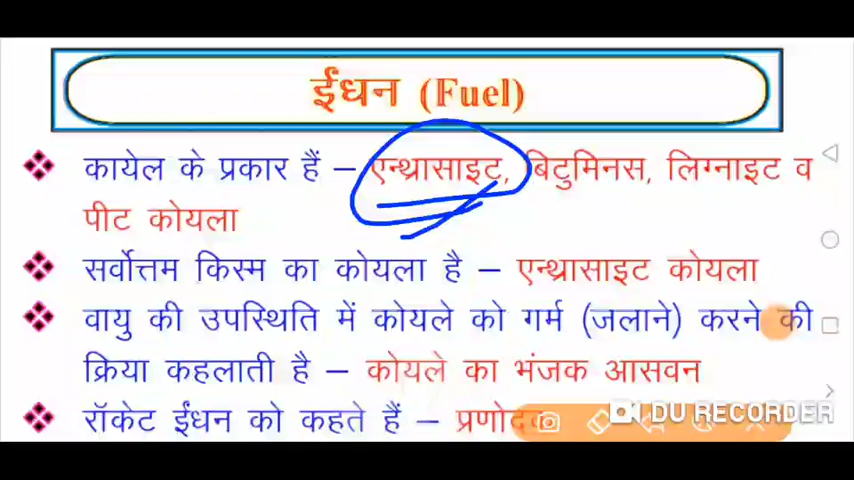 ईंधन (Fuel)
❖ कायेल के प्रकार हैं – एन्थ्रासाइट, बिटुमिनस, लिग्नाइट व
पीट कोयला
❖ सर्वोत्तम किस्म का कोयला है – एन्थ्रासाइट कोयला
❖ वायु की उपस्थिति में कोयले को गर्म (जलाने) करने की
क्रिया कहलाती है – कोयले का भंजक आसवन
❖ रॉकेट ईंधन को कहते हैं –
DU RECORDER